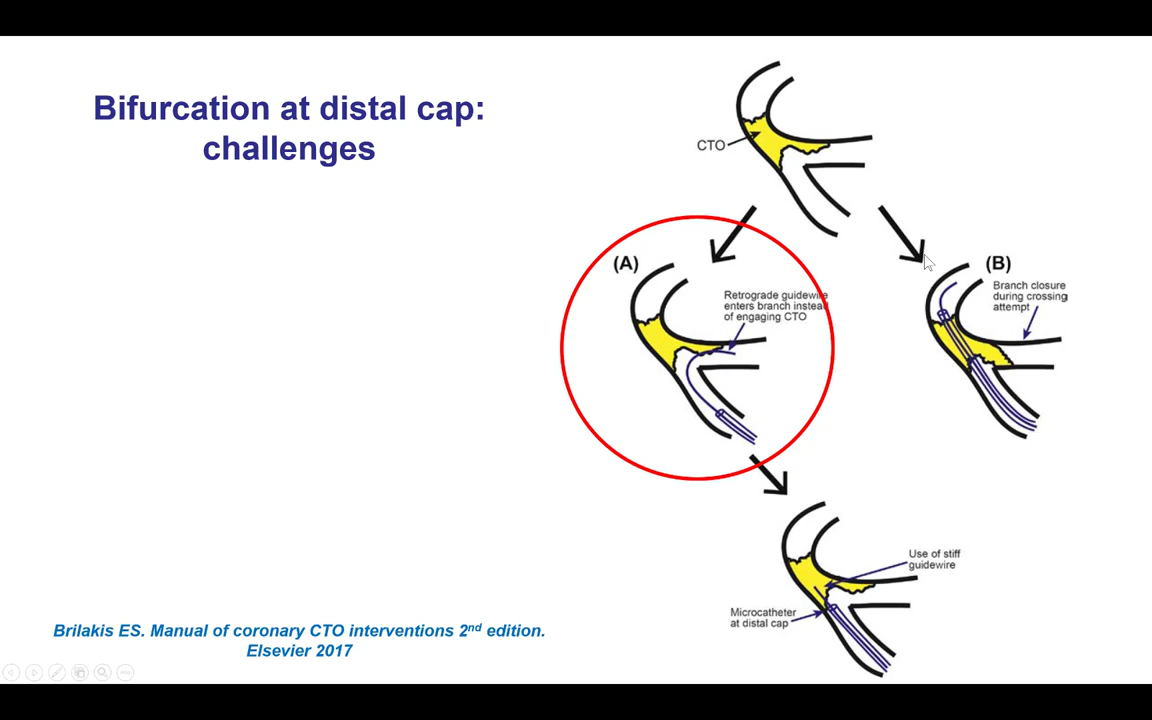 Bifurcation at distal cap:
challenges
CTO
(A)
Retrograde guidewire
enters branch instead
of engaging CTO
(B)
Branch closure
during crossing
attempt
Use of stiff
guidewire
Microcatheter
at distal cap
Brilakis ES. Manual of coronary CTO interventions 2nd edition.
Elsevier 2017